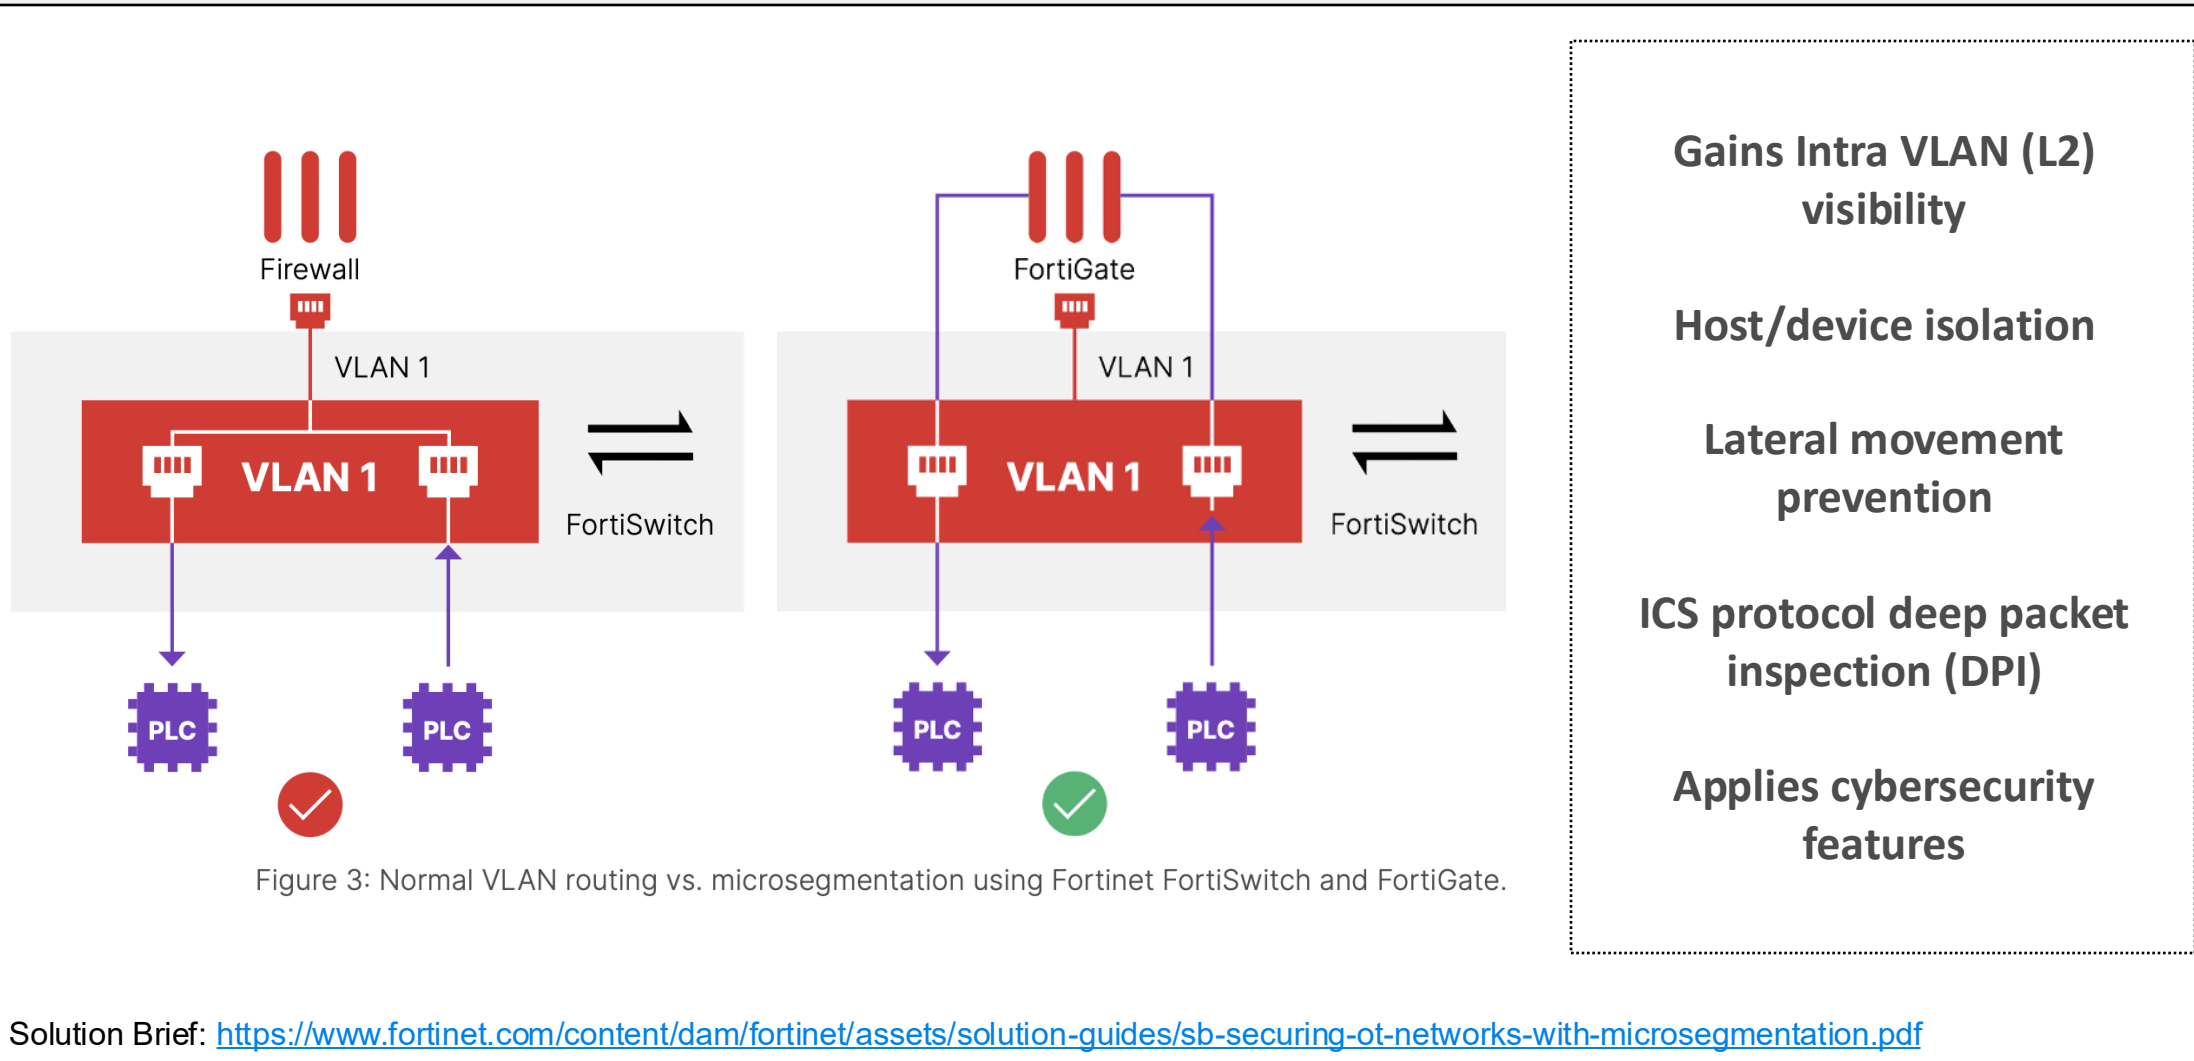 Firewall
VLAN 1
VLAN 1
FortiSwitch
PLC
PLC
FortiGate
VLAN 1
VLAN 1
FortiSwitch
PLC
PLC
Figure 3: Normal VLAN routing vs. microsegmentation using Fortinet FortiSwitch and FortiGate.
Gains Intra VLAN (L2)
visibility
Host/device isolation
Lateral movement
prevention
ICS protocol deep packet
inspection (DPI)
Applies cybersecurity
features
Solution Brief: https://www.fortinet.com/content/dam/fortinet/assets/solution-guides/sb-securing-ot-networks-with-microsegmentation.pdf